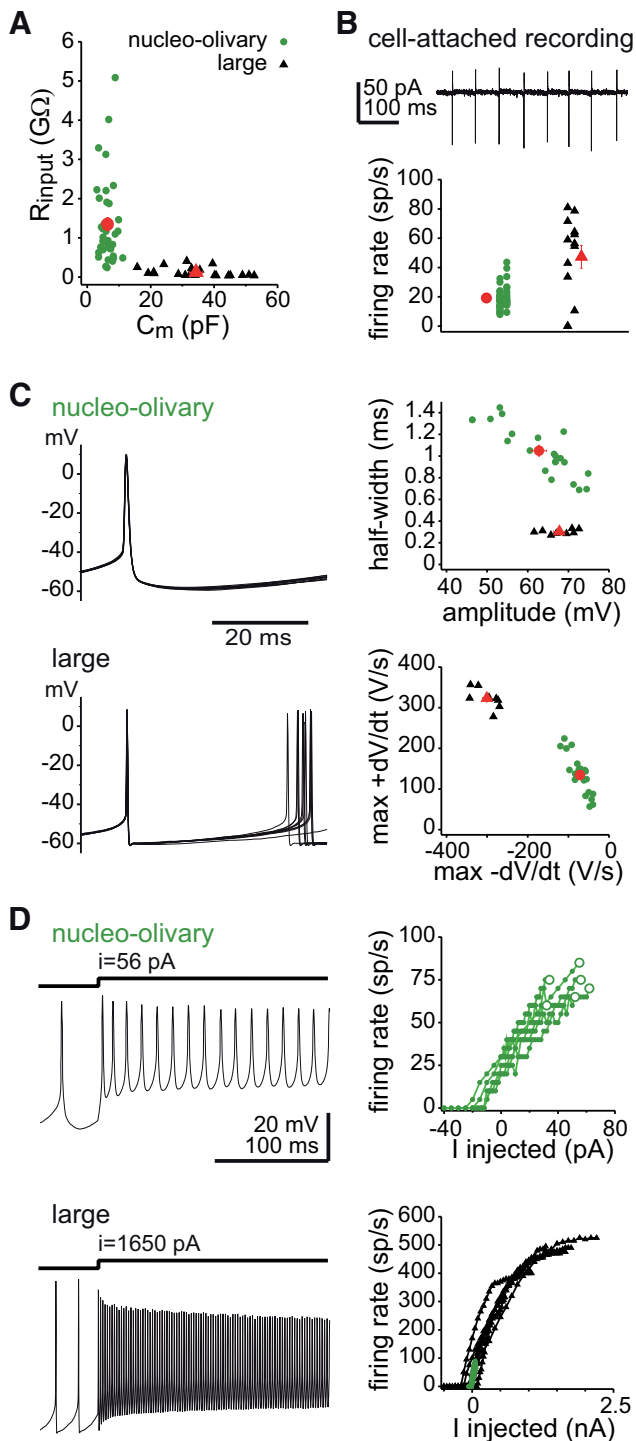 A
nucleo-olivary
large
R input (GΩ)
6
5
4
3
2
1
0
0 20 40 60
Cm (pF)
B
cell-attached recording
50 pA
100 ms
firing rate (sp/s)
100
80
60
40
20
0
C
nucleo-olivary
mV
0
-20
-40
-60
20 ms
half-width (ms)
1.4
1.2
1
0.8
0.6
0.4
0.2
0
40 50 60 70 80
amplitude (mV)
large
mV
0
-20
-40
-60
max +dV/dt (V/s)
400
300
200
100
0
-400 -200 0
max -dV/dt (V/s)
D
nucleo-olivary
i=56 pA
20 mV
100 ms
firing rate (sp/s)
100
75
50
25
0
-40 0 40 80
I injected (pA)
large
i=1650 pA
firing rate (sp/s)
600
500
400
300
200
100
0
0 2.5
I injected (nA)